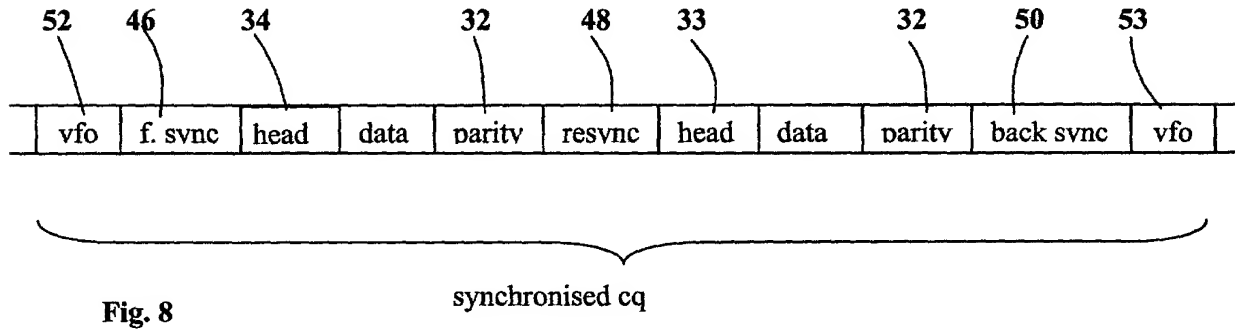 52 46 34 32 48 33 32 50 53
vfo f. sync head data parity resync head data parity back sync vfo
synchronised cq
Fig. 8